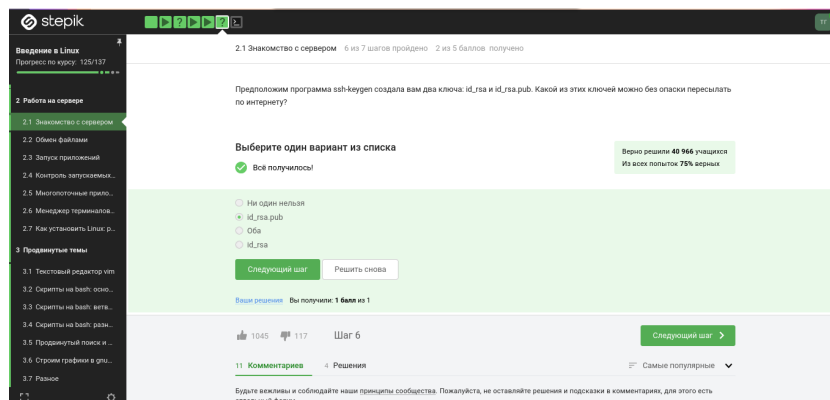 stepik
ТГ
Введение в Linux
Прогресс по курсу: 125/137
2 Работа на сервере
2.1 Знакомство с сервером
2.2 Обмен файлами
2.3 Запуск приложений
2.4 Контроль запускаемых...
2.5 Многопоточные прило...
2.6 Менеджер терминалов...
2.7 Как установить Linux: р...
3 Продвинутые темы
3.1 Текстовый редактор vim
3.2 Скрипты на bash: осно...
3.3 Скрипты на bash: ветв...
3.4 Скрипты на bash: разн...
3.5 Продвинутый поиск и ...
3.6 Строим графики в gnu...
3.7 Разное
2.1 Знакомство с сервером 6 из 7 шагов пройдено 2 из 5 баллов получено
Предположим программа ssh-keygen создала вам два ключа: id_rsa и id_rsa.pub. Какой из этих ключей можно без опаски пересылать
по интернету?
Выберите один вариант из списка
Всё получилось!
Верно решили 40 966 учащихся
Из всех попыток 75% верных
Ни один нельзя
id_rsa.pub
Оба
id_rsa
Следующий шаг Решить снова
Ваши решения Вы получили: 1 балл из 1
1045 117 Шаг 6 Следующий шаг
11 Комментариев 4 Решения Самые популярные
Будьте вежливы и соблюдайте наши принципы сообщества. Пожалуйста, не оставляйте решения и подсказки в комментариях, для этого есть